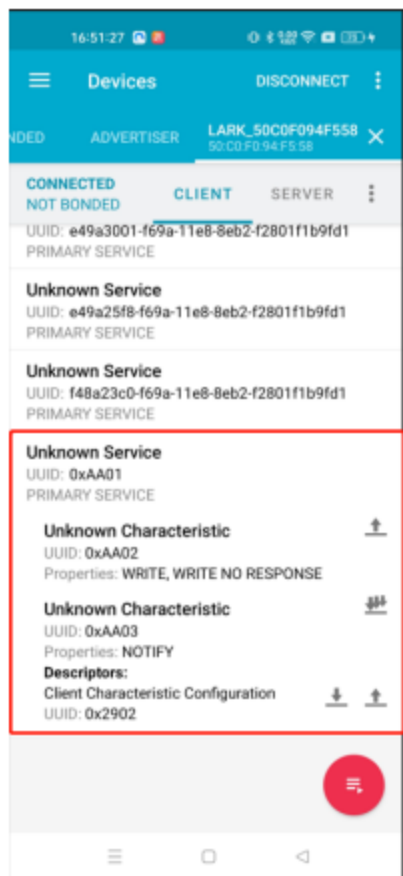 16:51:27
Devices
DISCONNECT
NDED
ADVERTISER
LARK_50C0F094F558
50:C0:F0:94:F5:58
CONNECTED
NOT BONDED
CLIENT
SERVER
UUID: e49a3001-f69a-11e8-8eb2-f2801f1b9fd1
PRIMARY SERVICE
Unknown Service
UUID: e49a25f8-f69a-11e8-8eb2-f2801f1b9fd1
PRIMARY SERVICE
Unknown Service
UUID: f48a23c0-f69a-11e8-8eb2-f2801f1b9fd1
PRIMARY SERVICE
Unknown Service
UUID: 0xAA01
PRIMARY SERVICE
Unknown Characteristic
UUID: 0xAA02
Properties: WRITE, WRITE NO RESPONSE
Unknown Characteristic
UUID: 0xAA03
Properties: NOTIFY
Descriptors:
Client Characteristic Configuration
UUID: 0x2902